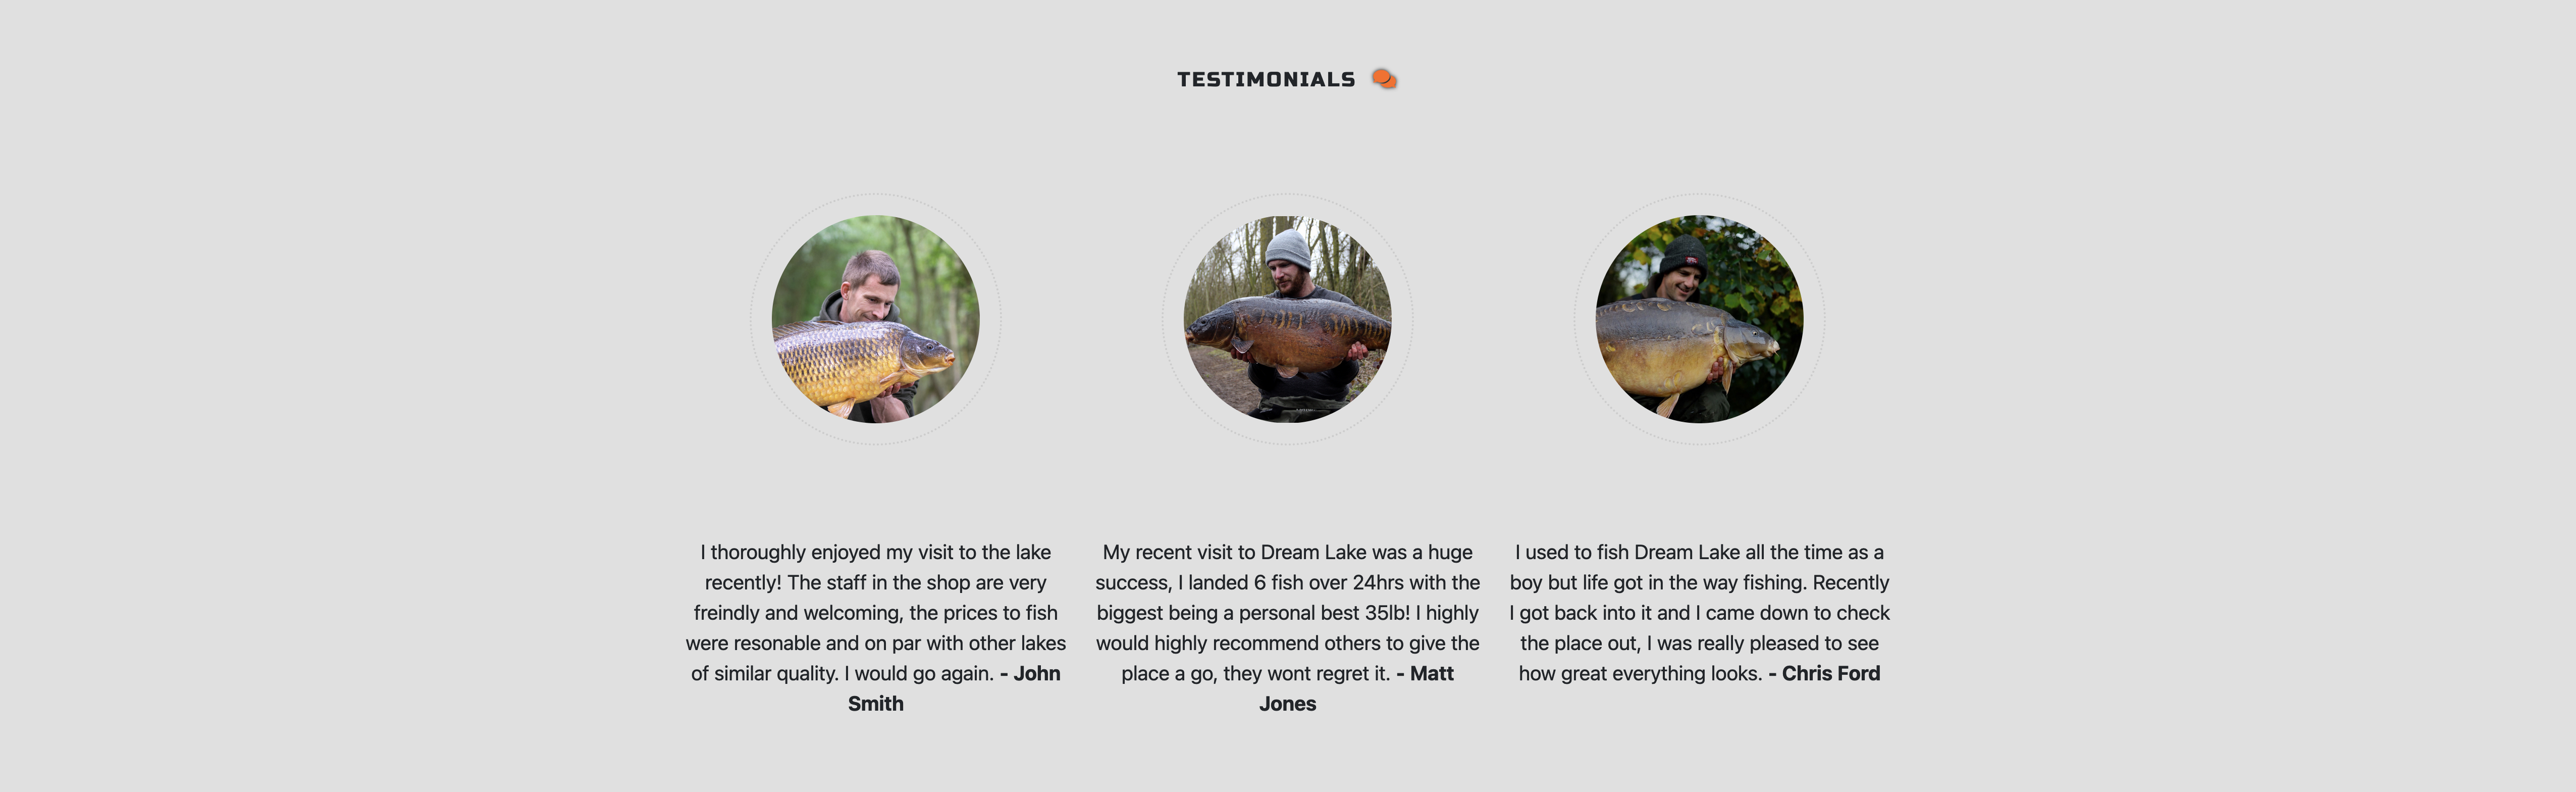 TESTIMONIALS
I thoroughly enjoyed my visit to the lake
recently! The staff in the shop are very
freindly and welcoming, the prices to fish
were resonable and on par with other lakes
of similar quality. I would go again. - John
Smith
My recent visit to Dream Lake was a huge
success, I landed 6 fish over 24hrs with the
biggest being a personal best 35lb! I highly
would highly recommend others to give the
place a go, they wont regret it. - Matt
Jones
I used to fish Dream Lake all the time as a
boy but life got in the way fishing. Recently
I got back into it and I came down to check
the place out, I was really pleased to see
how great everything looks. - Chris Ford